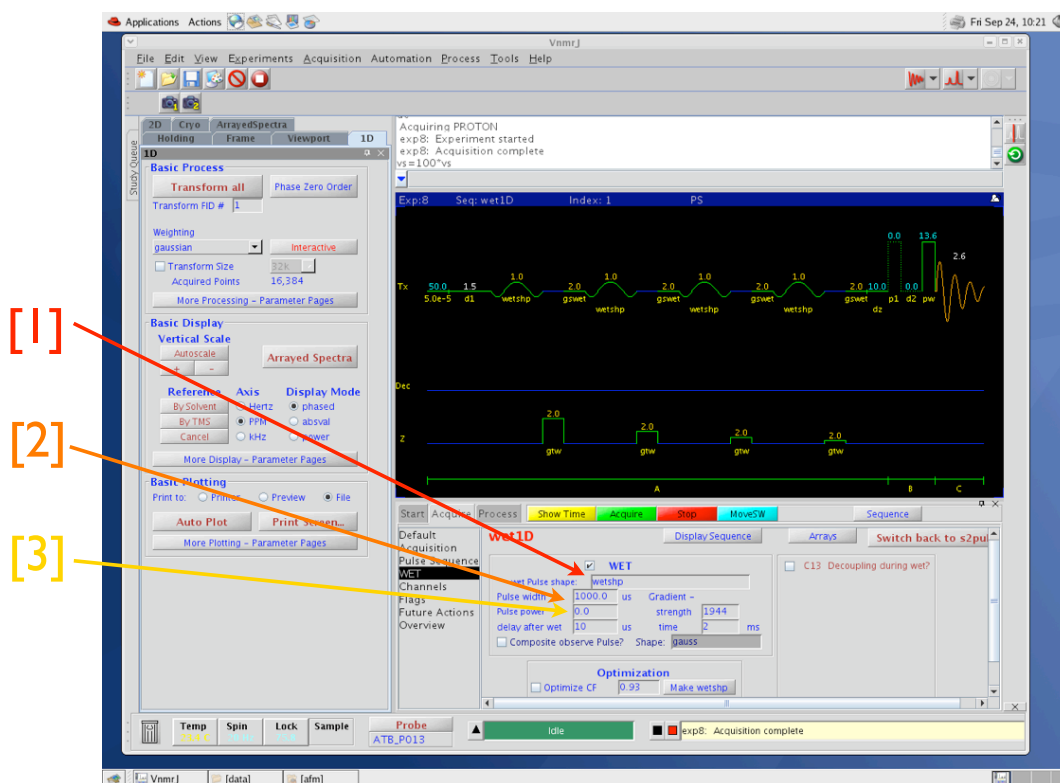 Applications Actions
Fri Sep 24, 10:21
VnmrJ
File Edit View Experiments Acquisition Automation Process Tools Help
1 2
Study Queue
2D Cryo ArrayedSpectra
Holding Frame Viewport 1D
1D
Basic Process
Transform all Phase Zero Order
Transform FID # 1
Weighting
gaussian Interactive
Transform Size 32k
Acquired Points 16,384
More Processing – Parameter Pages
Basic Display
Vertical Scale
Autoscale
+ -
Arrayed Spectra
Reference Axis Display Mode
By Solvent Hertz phased
By TMS PPM absval
Cancel kHz power
More Display – Parameter Pages
Basic Plotting
Print to: Printer Preview File
Auto Plot Print Screen...
More Plotting – Parameter Pages
[1]
[2]
[3]
Acquiring PROTON
exp8: Experiment started
exp8: Acquisition complete
vs=100*vs
Exp:8 Seq: wet1D Index: 1 PS
0.0 13.6
2.6
1.0 1.0 1.0 1.0
Tx 50.0 1.5 2.0 2.0 2.0 2.0 10.0 0.0
5.0e-5 d1 wetshp gswet gswet gswet gswet p1 d2 pw
wetshp wetshp wetshp dz
Dec
2.0 2.0 2.0 2.0
Z
gtw gtw gtw gtw
A B C
Start Acquire Process Show Time Acquire Stop MoveSW Sequence
Default
Acquisition
Pulse Sequence
WET
Channels
Flags
Future Actions
Overview
wet1D Display Sequence Arrays Switch back to s2pul
WET
wet Pulse shape: wetshp
Pulse width 1000.0 us Gradient –
Pulse power 0.0 strength 1944
delay after wet 10 us time 2 ms
Composite observe Pulse? Shape: gauss
C13 Decoupling during wet?
Optimization
Optimize CF 0.93 Make wetshp
Temp Spin Lock Sample
Probe
ATB_P013
Idle
exp8: Acquisition complete
VnmrJ [data] [afm]